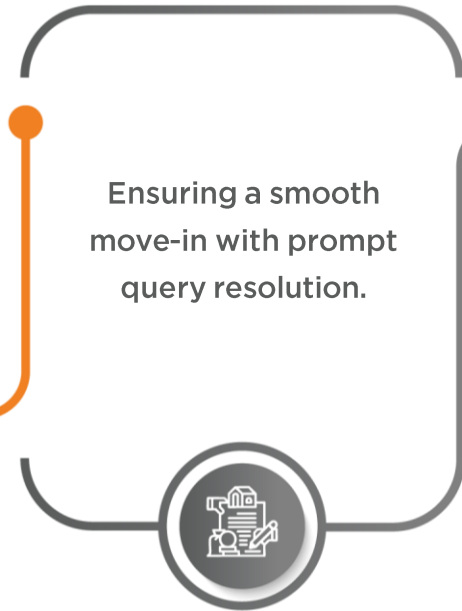 Ensuring a smooth
move-in with prompt
query resolution.